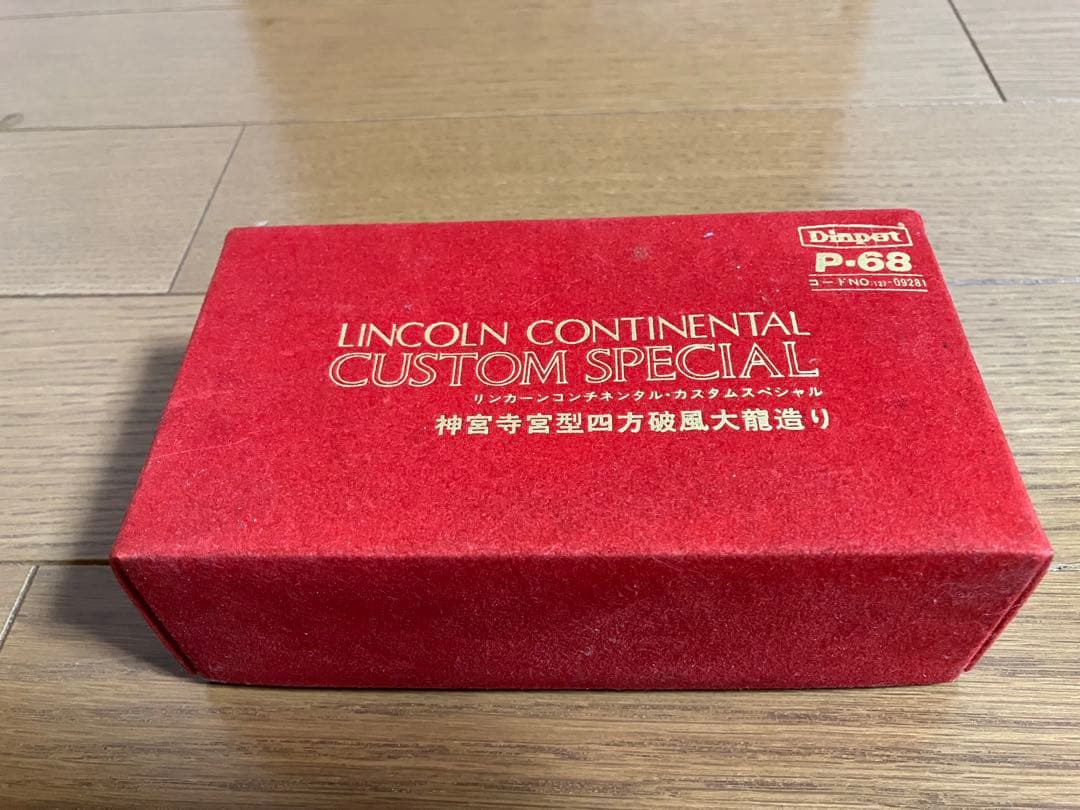 Diapet
P-68
コードNO.:127-09281
LINCOLN CONTINENTAL
CUSTOM SPECIAL
リンカーンコンチネンタル・カスタムスペシャル
神宮寺宮型四方破風大龍造り